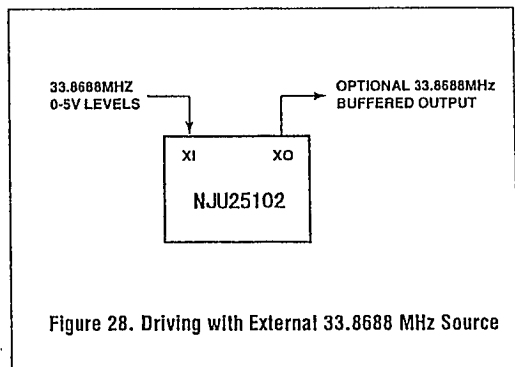 33.8688MHZ
0-5V LEVELS
OPTIONAL 33.8688MHz
BUFFERED OUTPUT
XI
XO
NJU25102
Figure 28. Driving with External 33.8688 MHz Source